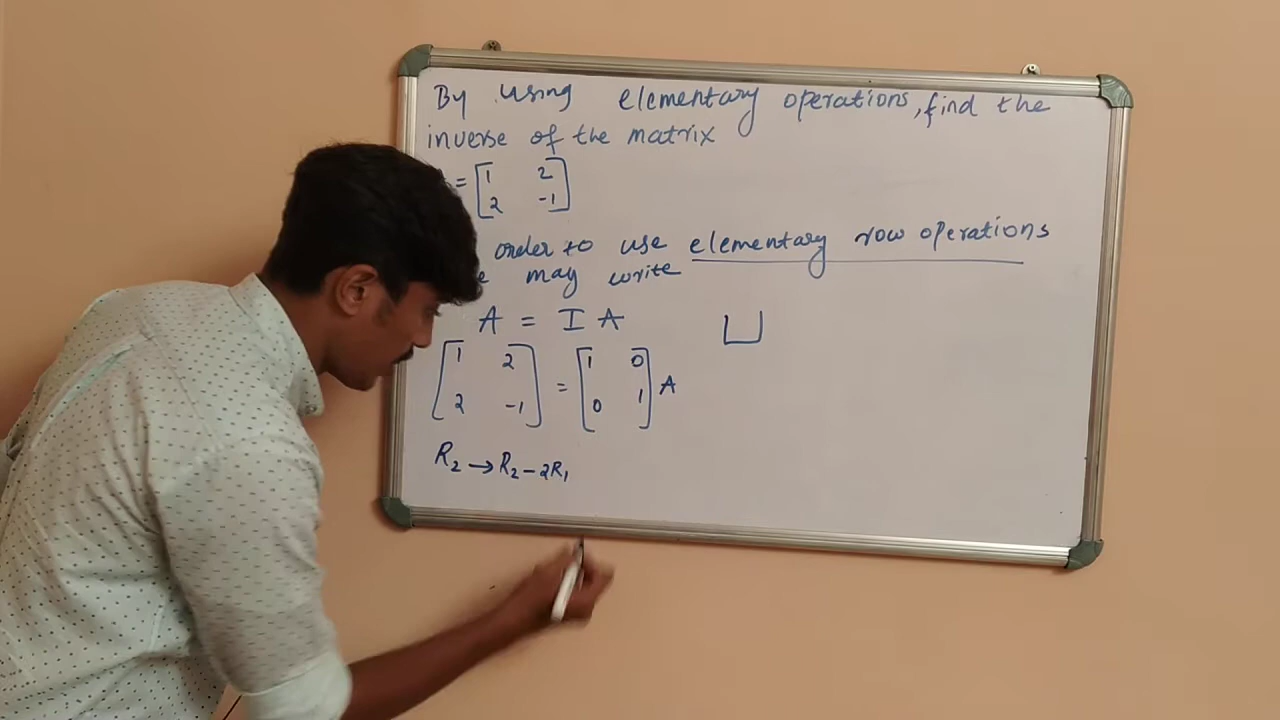 By using elementary operations, find the
inverse of the matrix
= [1 2
2 -1]
order to use elementary row operations
may write
A = I A
[1 2
2 -1] = [1 0
0 1] A
R₂ → R₂ - 2R₁